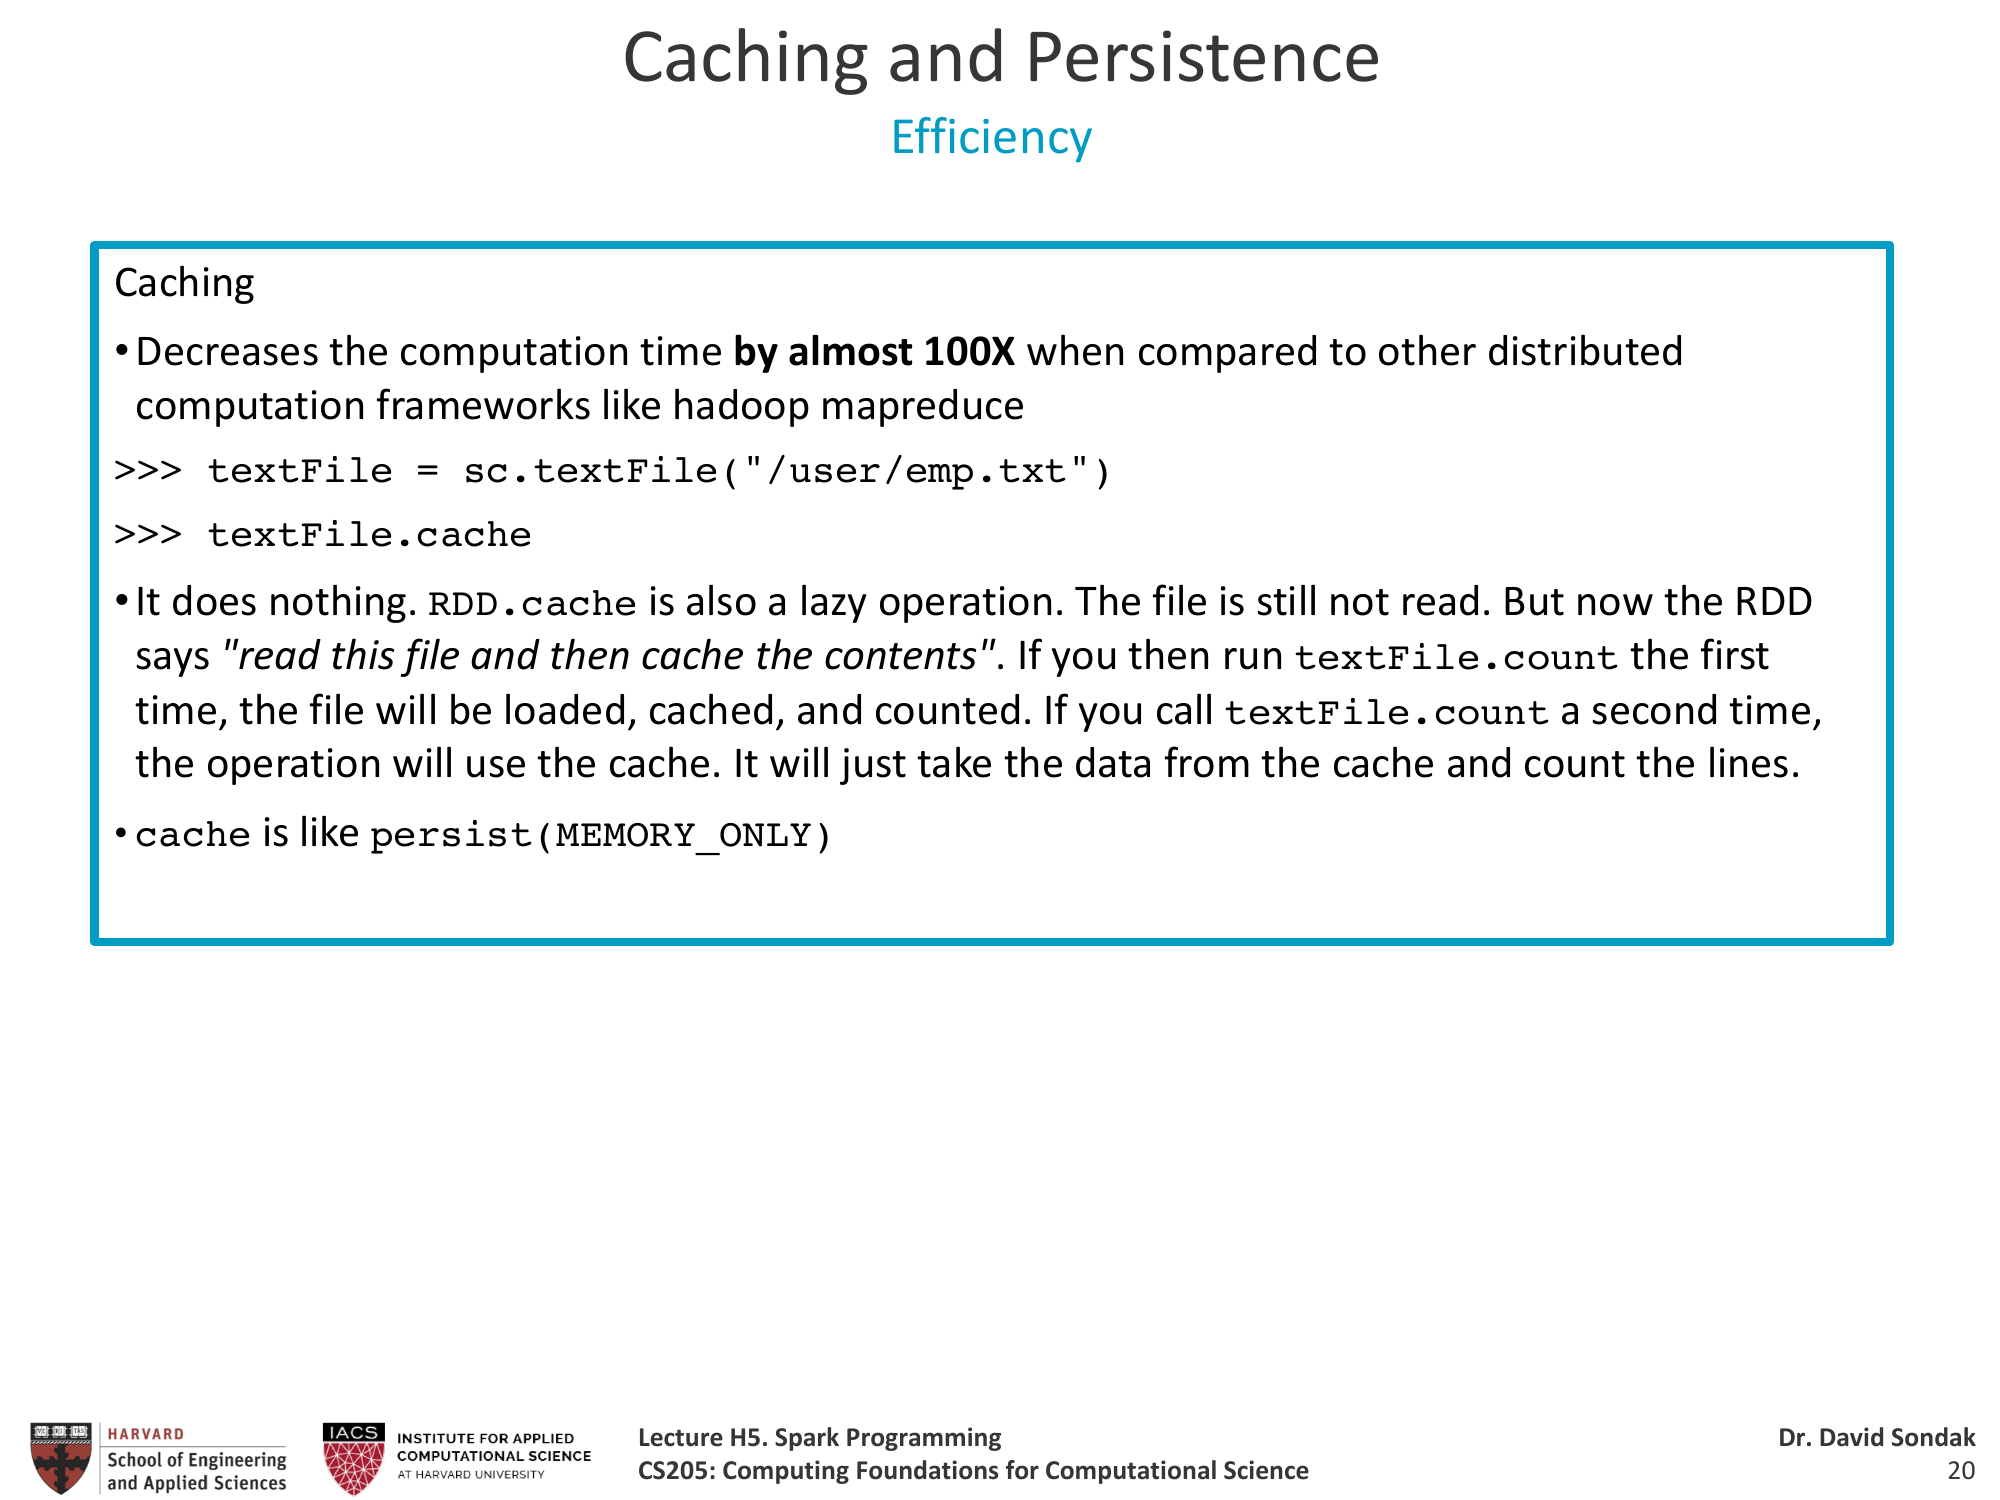 Caching and Persistence
Efficiency
Caching
•Decreases the computation time by almost 100X when compared to other distributed
computation frameworks like hadoop mapreduce
>>> textFile = sc.textFile("/user/emp.txt")
>>> textFile.cache
•It does nothing. RDD.cache is also a lazy operation. The file is still not read. But now the RDD
says "read this file and then cache the contents". If you then run textFile.count the first
time, the file will be loaded, cached, and counted. If you call textFile.count a second time,
the operation will use the cache. It will just take the data from the cache and count the lines.
•cache is like persist(MEMORY_ONLY)
HARVARD
School of Engineering
and Applied Sciences
IACS
INSTITUTE FOR APPLIED
COMPUTATIONAL SCIENCE
AT HARVARD UNIVERSITY
Lecture H5. Spark Programming
CS205: Computing Foundations for Computational Science
Dr. David Sondak
20